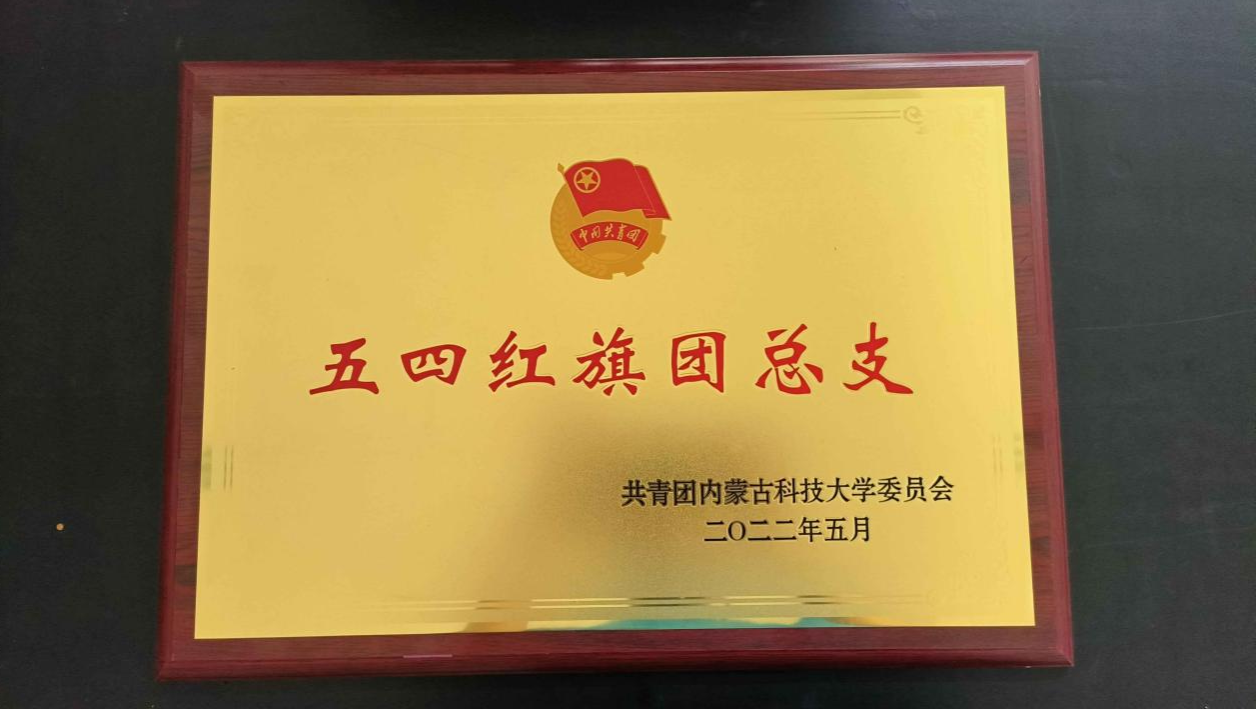 中国共青团
五四红旗团总支
共青团内蒙古科技大学委员会
二〇二二年五月